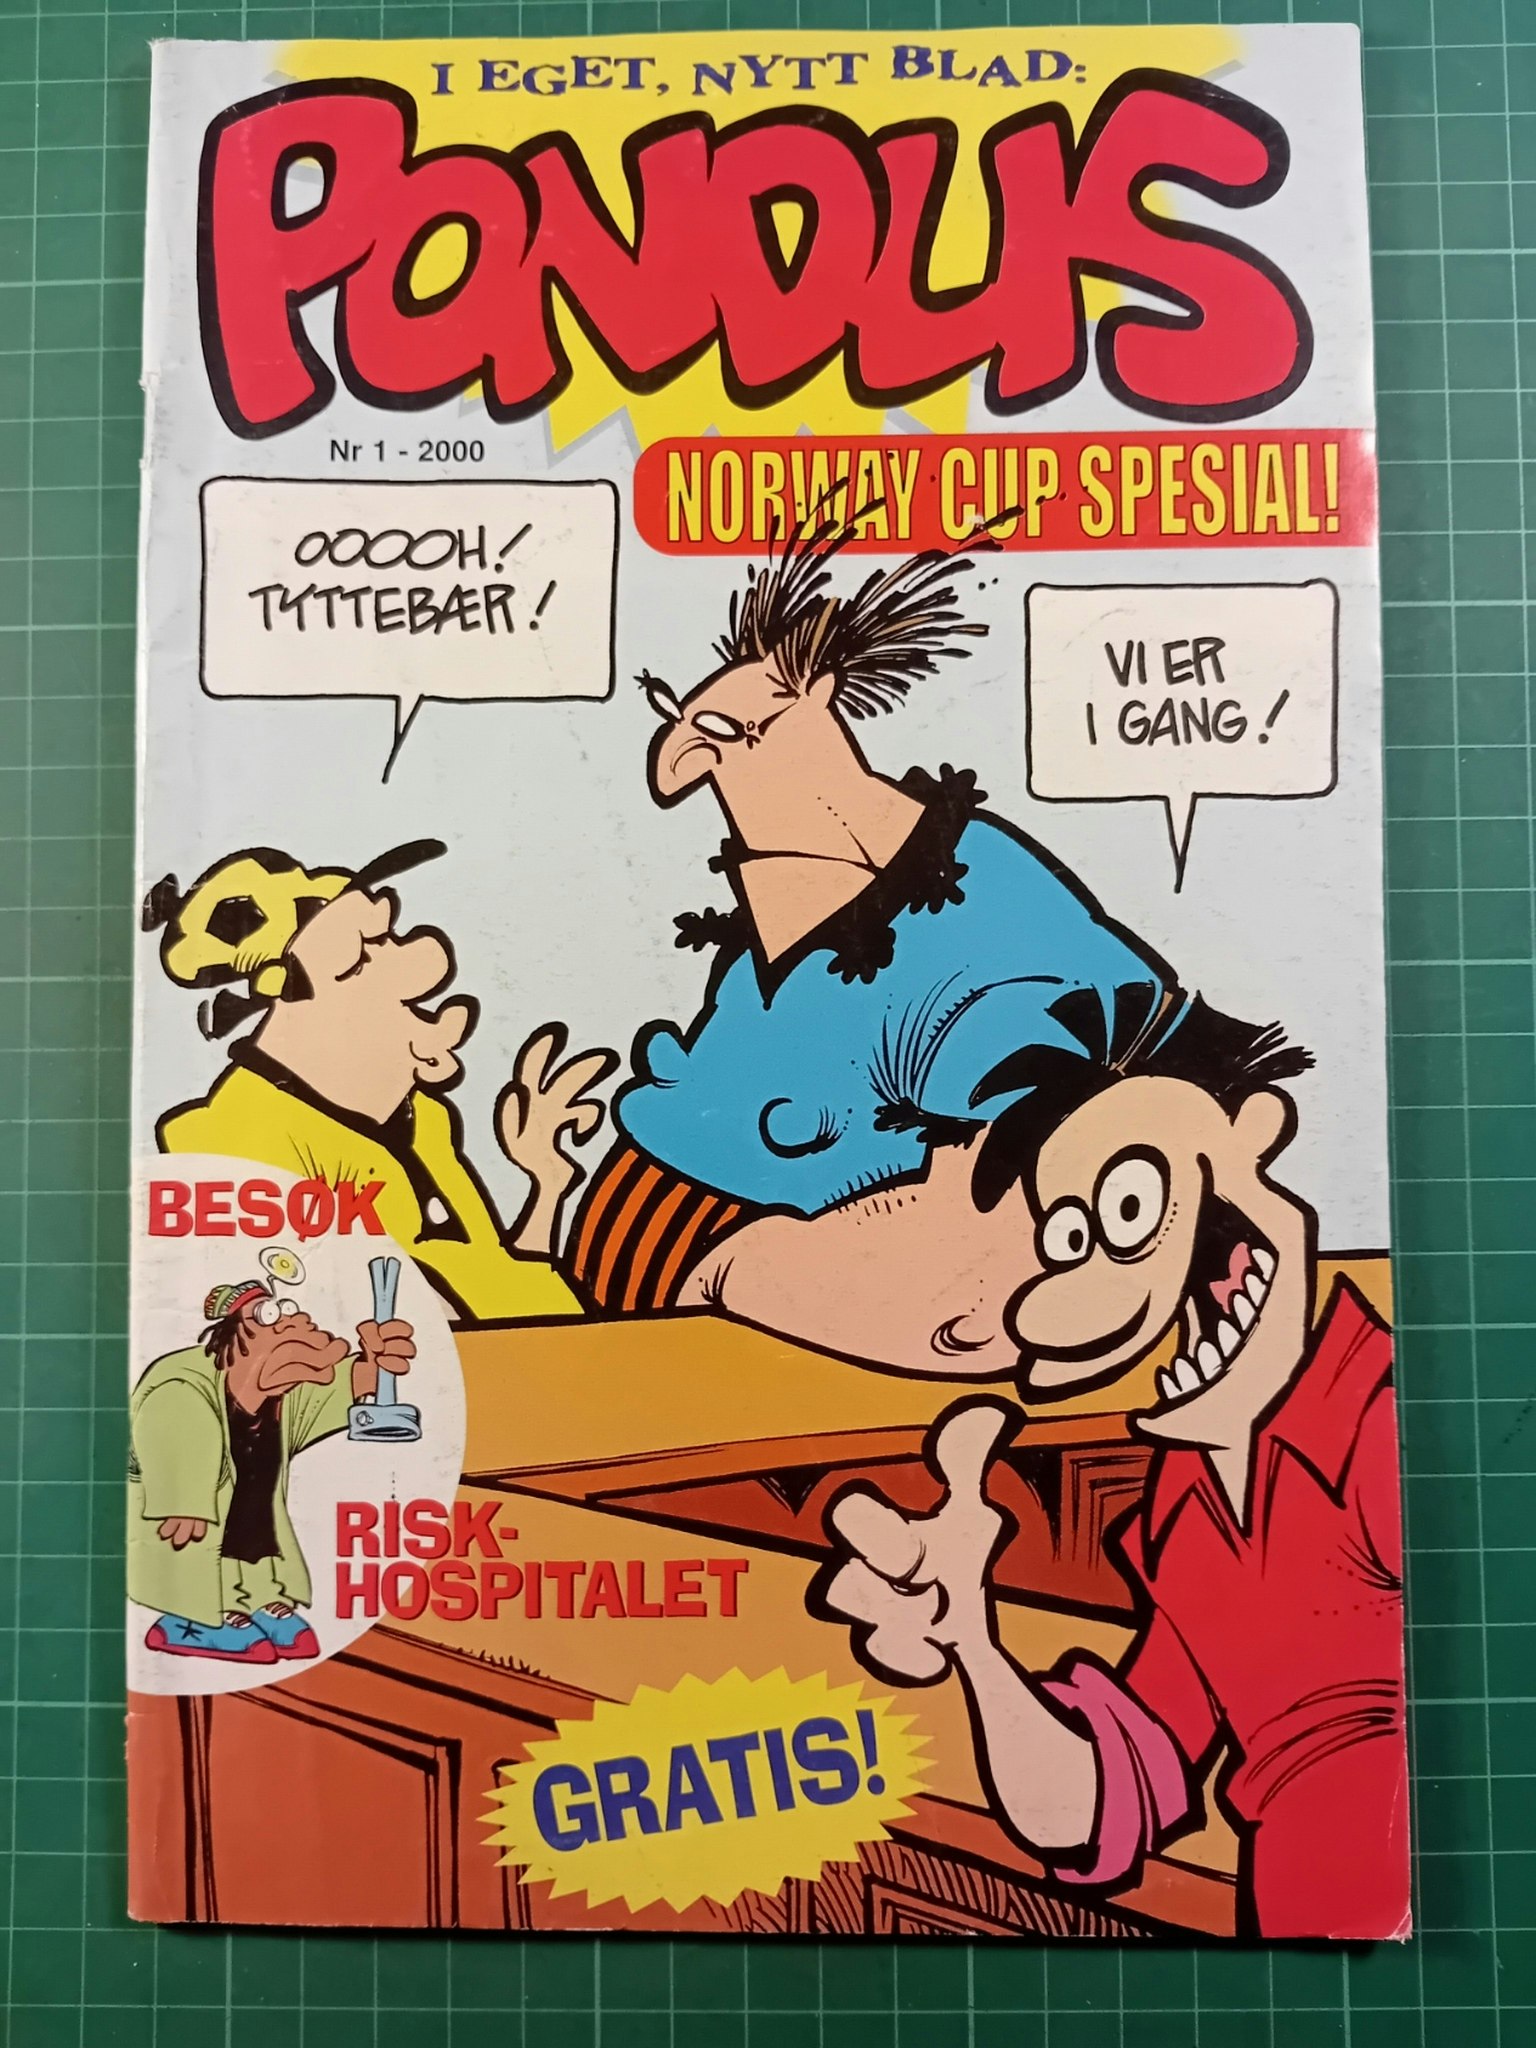 I EGET, NYTT BLAD:
PONDUS
Nr 1 - 2000
NORWAY CUP SPESIAL!
OOOOH!
TYTTEBÆR!
VI ER
I GANG!
BESØK
RISK-
HOSPITALET
GRATIS!